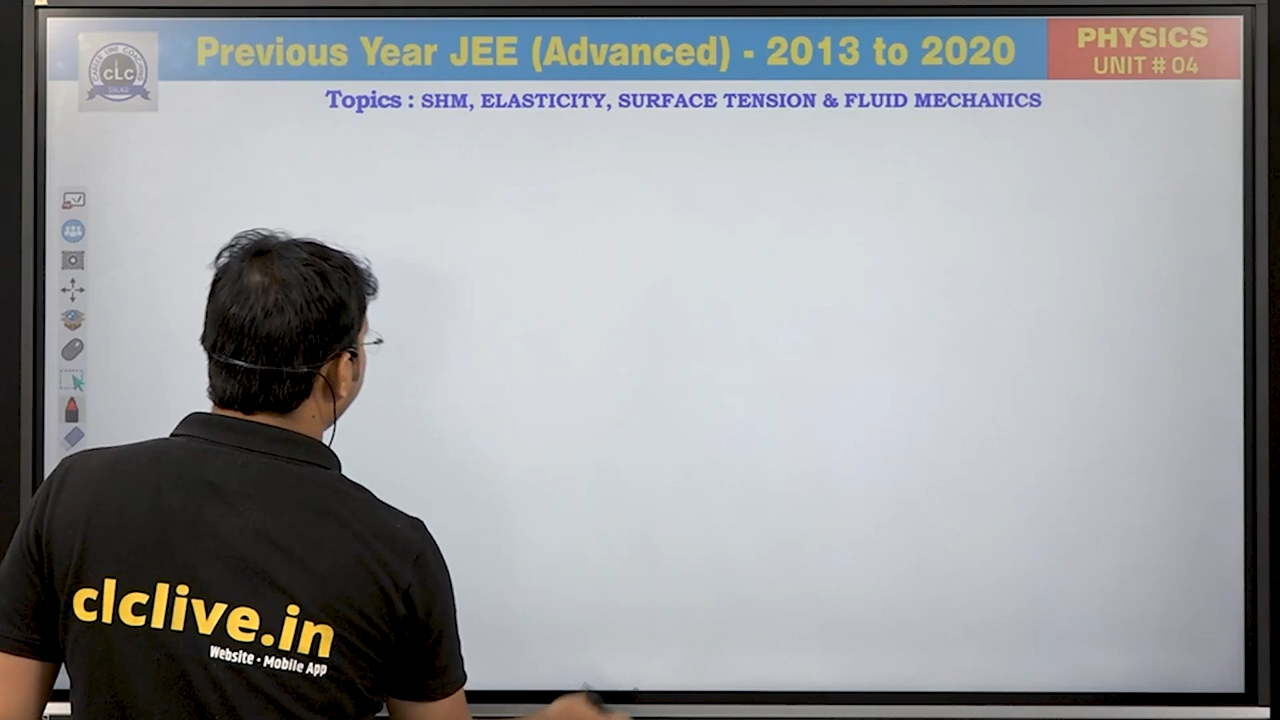 Previous Year JEE (Advanced) - 2013 to 2020
PHYSICS
UNIT # 04
CLC
Topics : SHM, ELASTICITY, SURFACE TENSION & FLUID MECHANICS
clclive.in
Website · Mobile App